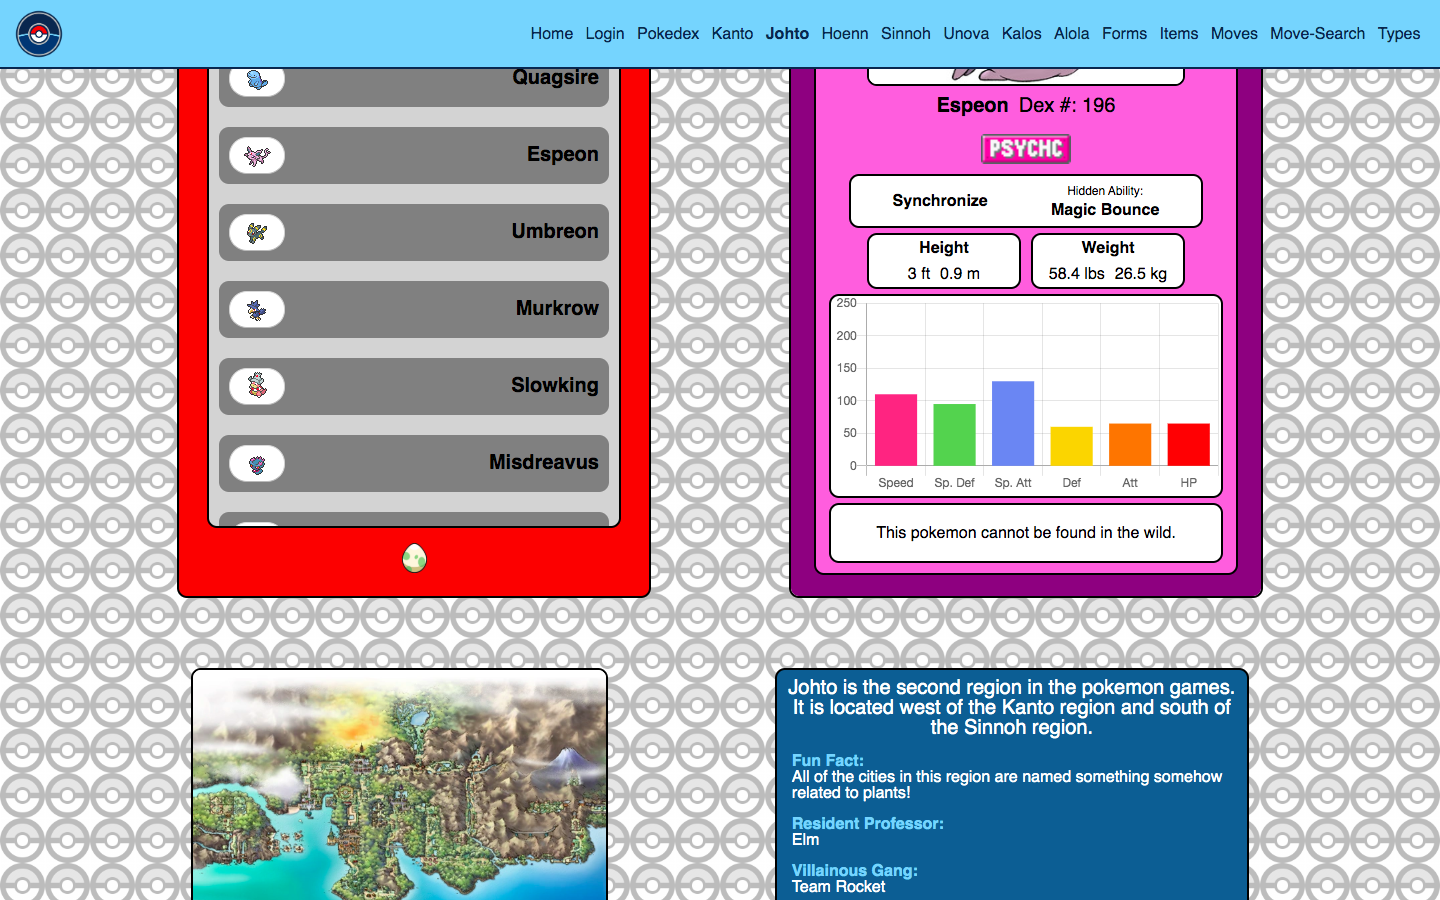 Home Login Pokedex Kanto Johto Hoenn Sinnoh Unova Kalos Alola Forms Items Moves Move-Search Types
Quagsire
Espeon
Umbreon
Murkrow
Slowking
Misdreavus
Espeon Dex #: 196
PSYCHC
Synchronize
Hidden Ability:
Magic Bounce
Height
3 ft 0.9 m
Weight
58.4 lbs 26.5 kg
250
200
150
100
50
0
Speed Sp. Def Sp. Att Def Att HP
This pokemon cannot be found in the wild.
Johto is the second region in the pokemon games.
It is located west of the Kanto region and south of
the Sinnoh region.
Fun Fact:
All of the cities in this region are named something somehow
related to plants!
Resident Professor:
Elm
Villainous Gang:
Team Rocket